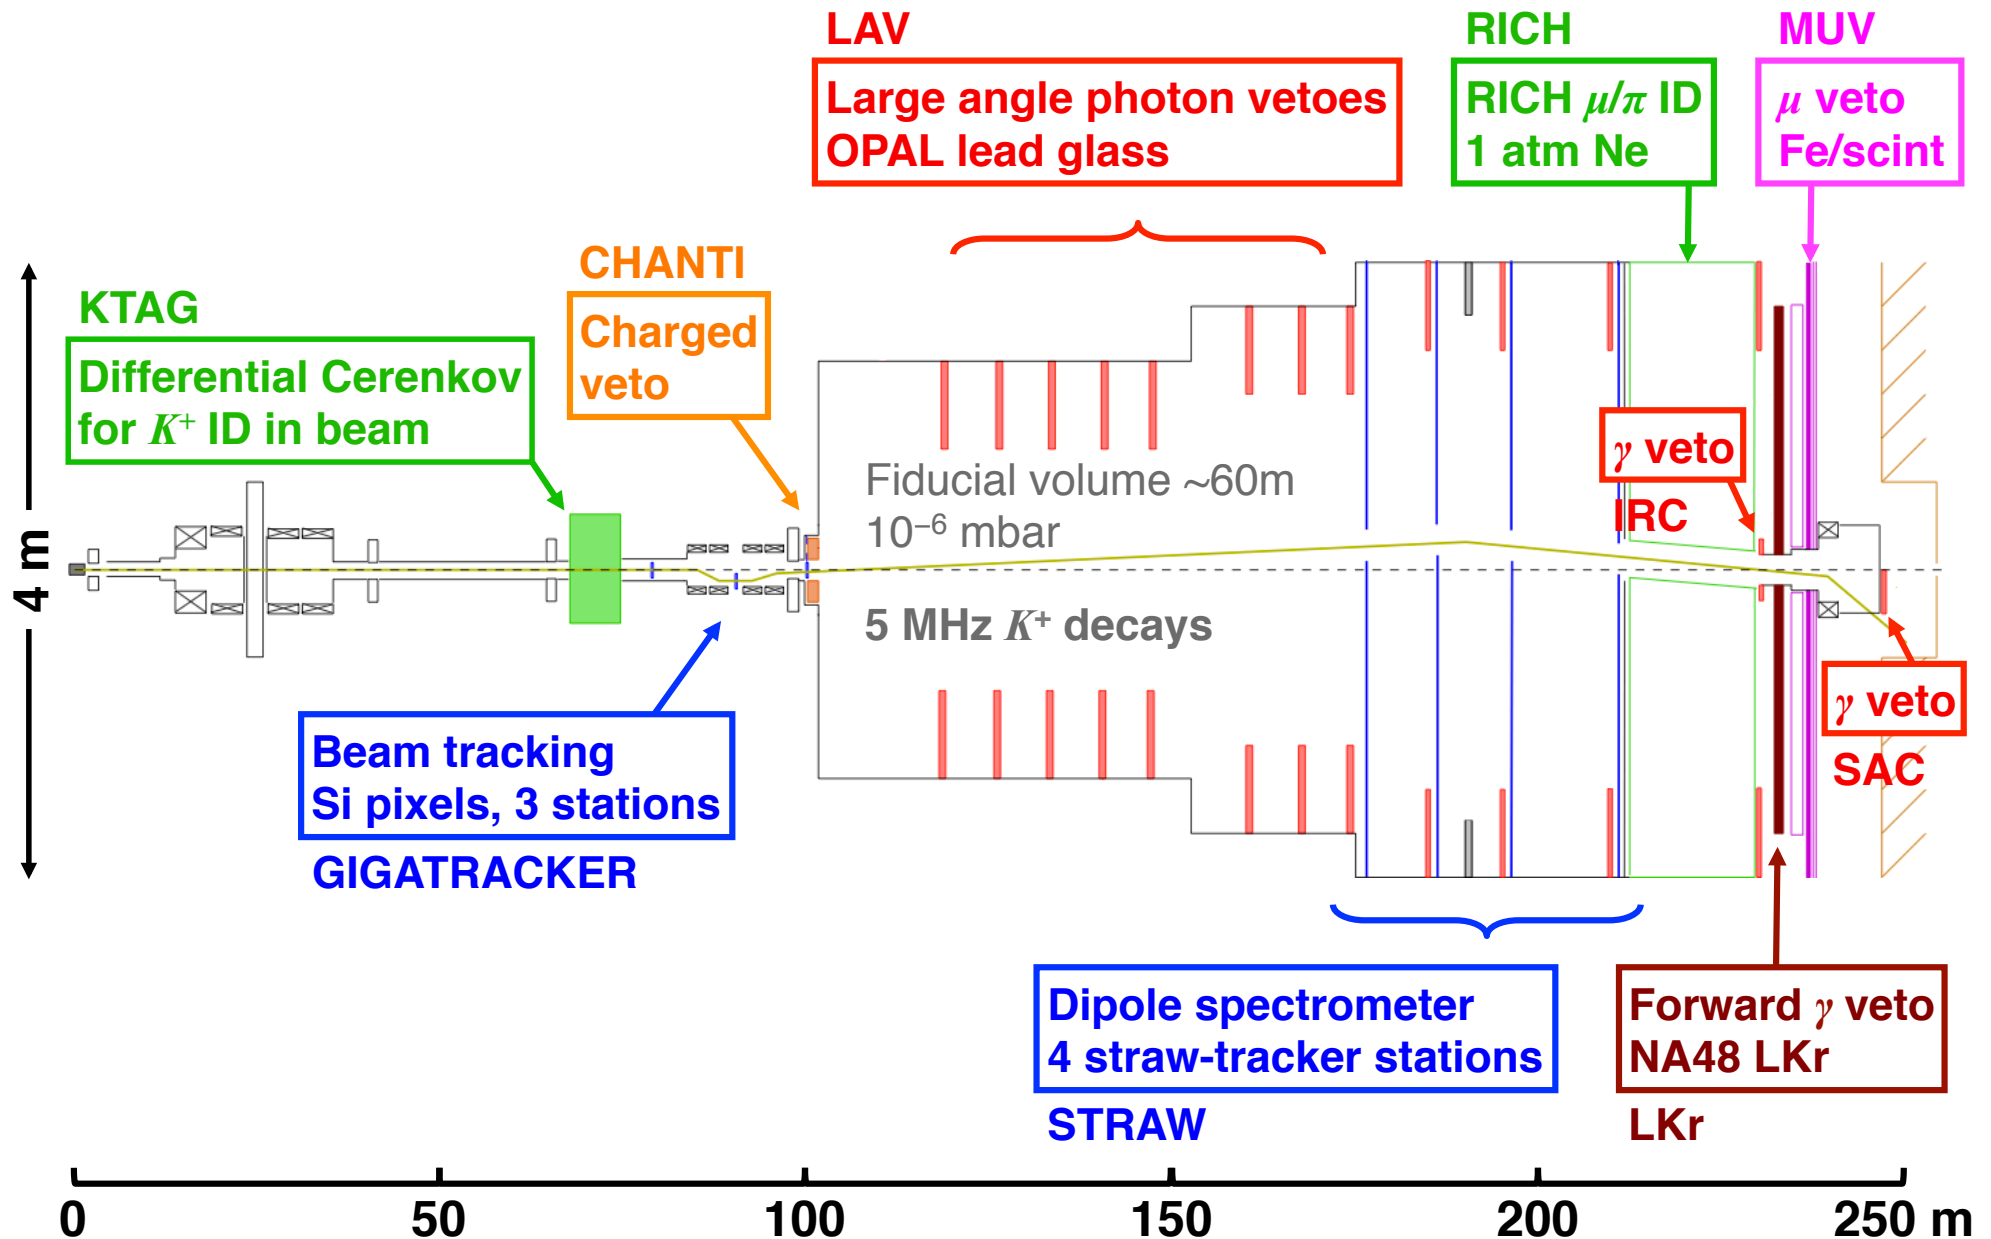 LAV
Large angle photon vetoes
OPAL lead glass
RICH
RICH μ/π ID
1 atm Ne
MUV
μ veto
Fe/scint
CHANTI
Charged
veto
KTAG
Differential Cerenkov
for K⁺ ID in beam
Fiducial volume ~60m
10⁻⁶ mbar
γ veto
IRC
4 m
5 MHz K⁺ decays
γ veto
SAC
Beam tracking
Si pixels, 3 stations
GIGATRACKER
Dipole spectrometer
4 straw-tracker stations
STRAW
Forward γ veto
NA48 LKr
LKr
0 50 100 150 200 250 m